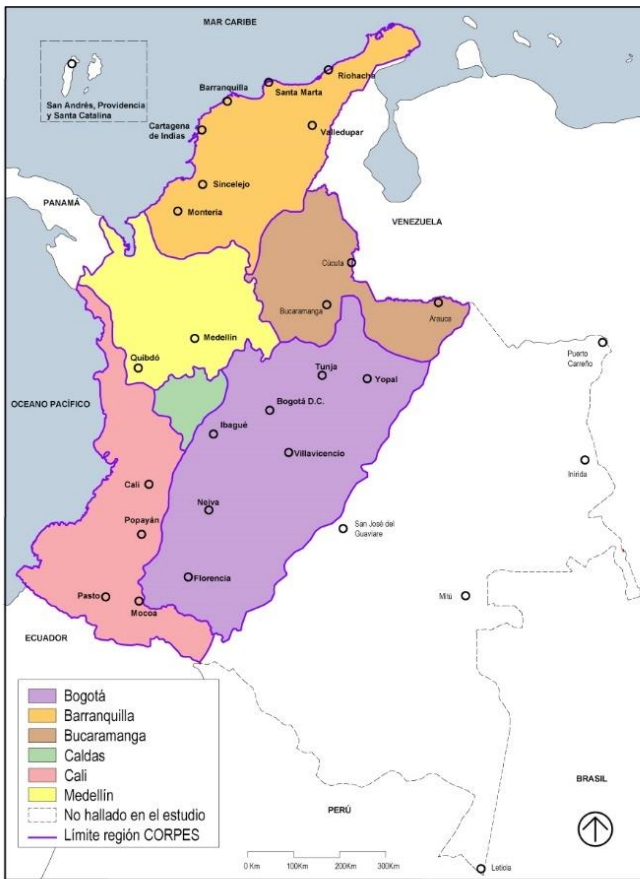 MAR CARIBE
San Andrés, Providencia
y Santa Catalina
Riohacha
Santa Marta
Barranquilla
Cartagena
de Indias
Valledupar
Sincelejo
Montería
PANAMÁ
VENEZUELA
Cúcuta
Bucaramanga
Arauca
Medellín
Quibdó
Puerto
Carreño
Tunja
Yopal
OCEANO PACÍFICO
Bogotá D.C.
Ibagué
Villavicencio
Inírida
Cali
Neiva
Popayán
San José del
Guaviare
Florencia
Pasto
Mocoa
Mitú
ECUADOR
Bogotá
Barranquilla
Bucaramanga
Caldas
Cali
Medellín
No hallado en el estudio
Límite región CORPES
BRASIL
PERÚ
0Km 100Km 200Km 300Km
Leticia